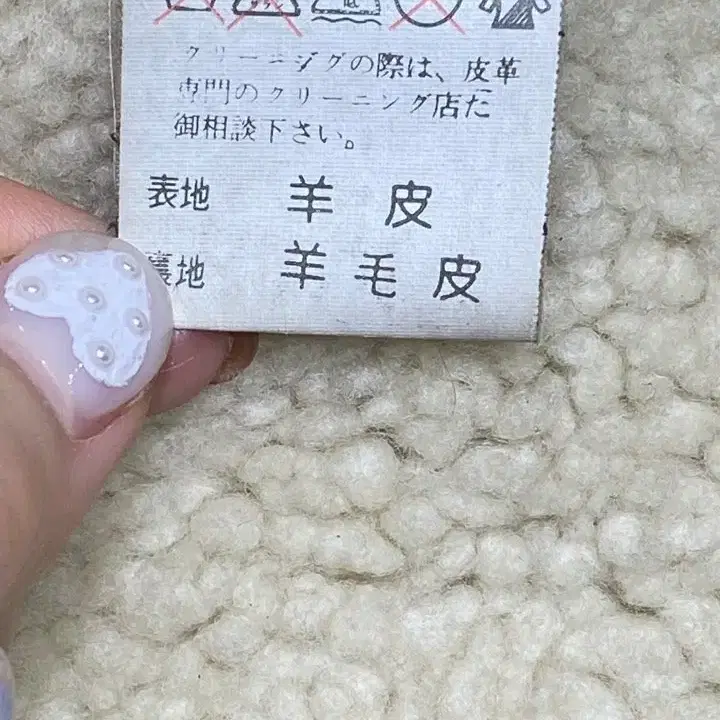 クリーニングの際は、皮革
専門のクリーニング店に
御相談下さい。
表地 羊皮
裏地 羊毛皮